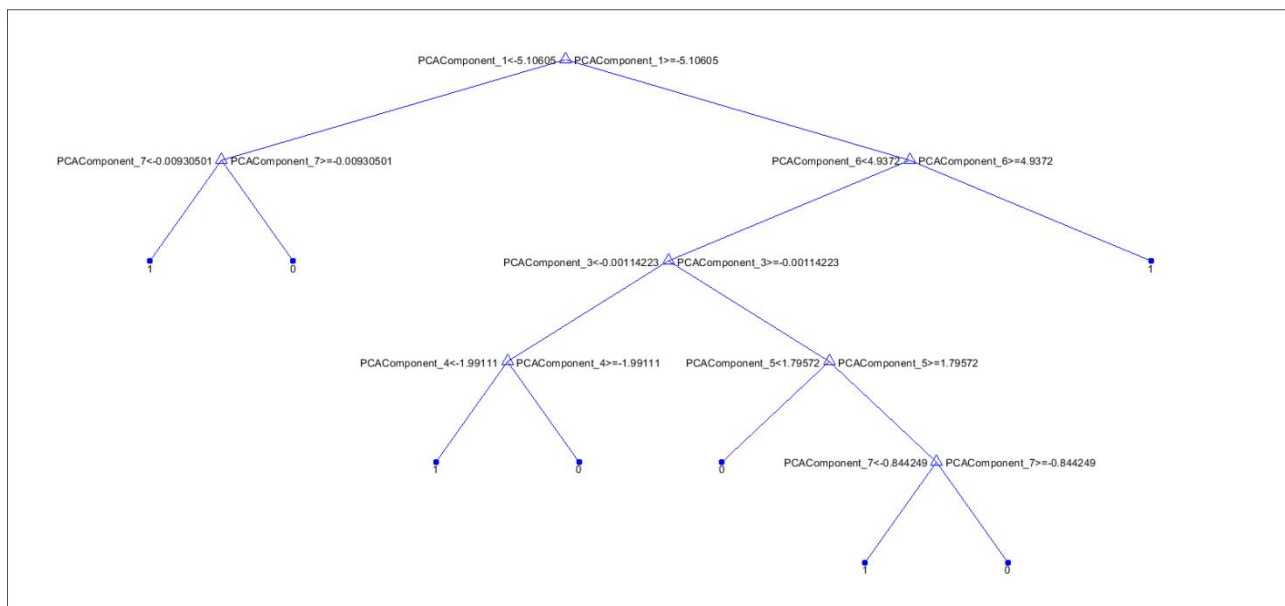 PCAComponent_1<-5.10605 PCAComponent_1>=-5.10605
PCAComponent_7<-0.00930501 PCAComponent_7>=-0.00930501 PCAComponent_6<4.9372 PCAComponent_6>=4.9372
1 0 PCAComponent_3<-0.00114223 PCAComponent_3>=-0.00114223 1
PCAComponent_4<-1.99111 PCAComponent_4>=-1.99111 PCAComponent_5<1.79572 PCAComponent_5>=1.79572
1 0 0 PCAComponent_7<-0.844249 PCAComponent_7>=-0.844249
1 0